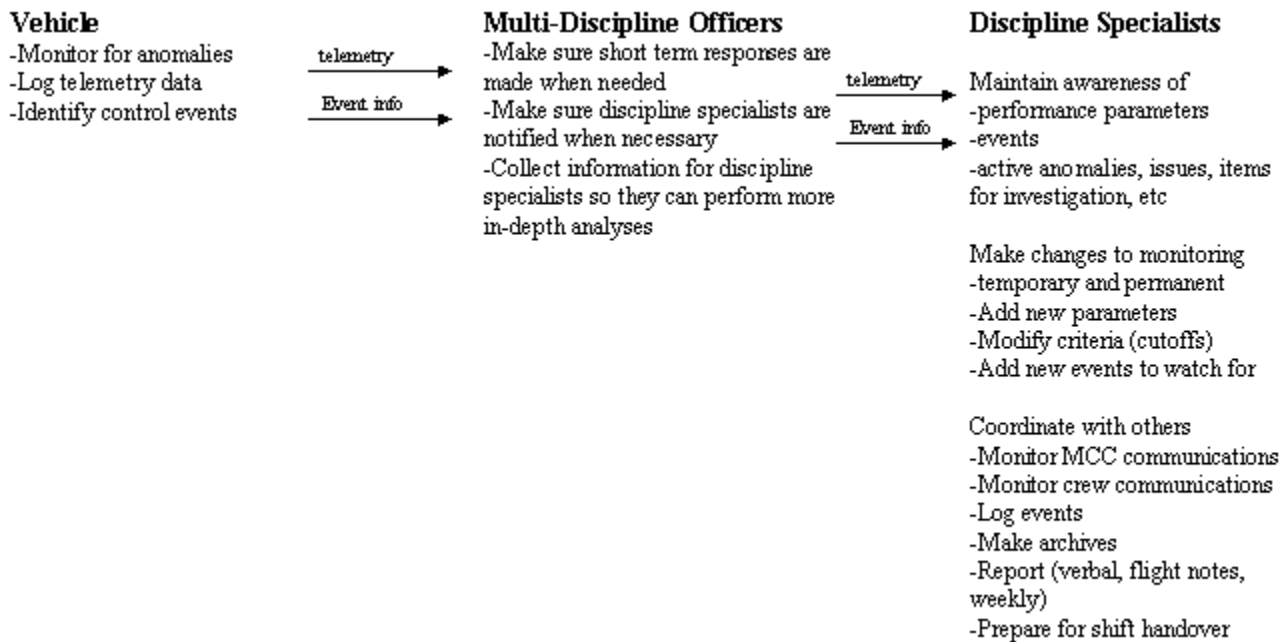 Vehicle
-Monitor for anomalies
-Log telemetry data
-Identify control events
telemetry
Event info
Multi-Discipline Officers
-Make sure short term responses are
made when needed
-Make sure discipline specialists are
notified when necessary
-Collect information for discipline
specialists so they can perform more
in-depth analyses
telemetry
Event info
Discipline Specialists
Maintain awareness of
-performance parameters
-events
-active anomalies, issues, items
for investigation, etc
Make changes to monitoring
-temporary and permanent
-Add new parameters
-Modify criteria (cutoffs)
-Add new events to watch for
Coordinate with others
-Monitor MCC communications
-Monitor crew communications
-Log events
-Make archives
-Report (verbal, flight notes,
weekly)
-Prepare for shift handover